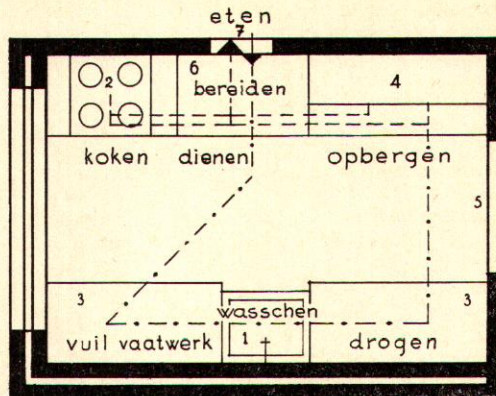 eten
7
6
bereiden
2
4
koken dienen opbergen
5
3
wasschen
3
1
vuil vaatwerk
drogen